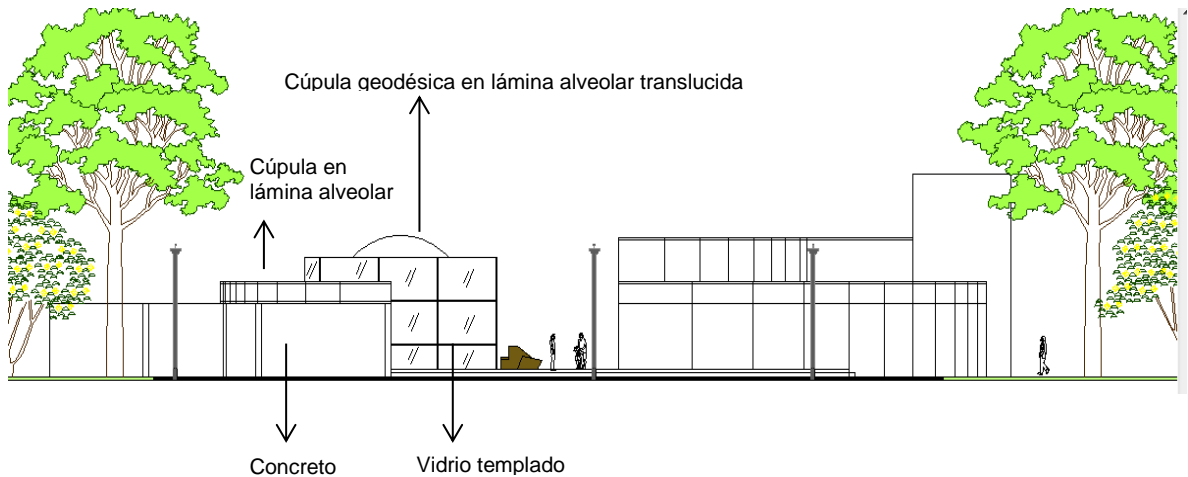 Cúpula geodésica en lámina alveolar translucida
Cúpula en
lámina alveolar
Concreto
Vidrio templado